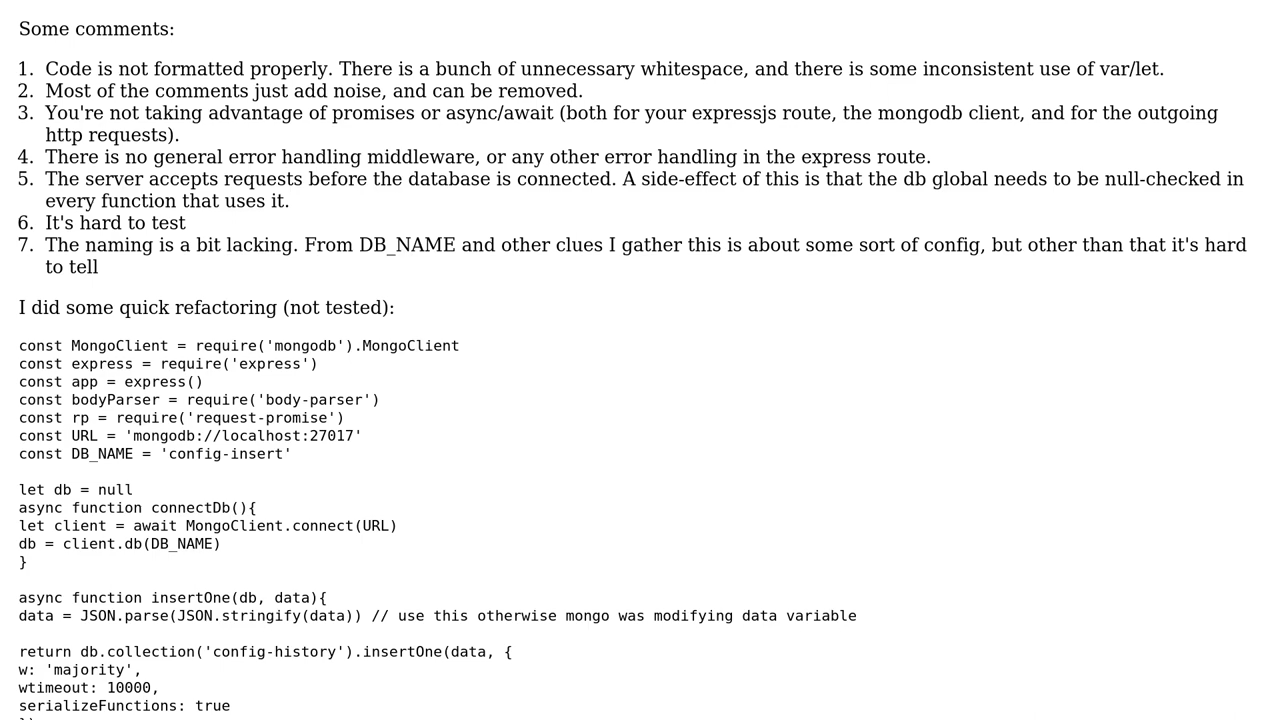 Some comments:
1. Code is not formatted properly. There is a bunch of unnecessary whitespace, and there is some inconsistent use of var/let.
2. Most of the comments just add noise, and can be removed.
3. You're not taking advantage of promises or async/await (both for your expressjs route, the mongodb client, and for the outgoing
http requests).
4. There is no general error handling middleware, or any other error handling in the express route.
5. The server accepts requests before the database is connected. A side-effect of this is that the db global needs to be null-checked in
every function that uses it.
6. It's hard to test
7. The naming is a bit lacking. From DB_NAME and other clues I gather this is about some sort of config, but other than that it's hard
to tell
I did some quick refactoring (not tested):
const MongoClient = require('mongodb').MongoClient
const express = require('express')
const app = express()
const bodyParser = require('body-parser')
const rp = require('request-promise')
const URL = 'mongodb://localhost:27017'
const DB_NAME = 'config-insert'
let db = null
async function connectDb(){
let client = await MongoClient.connect(URL)
db = client.db(DB_NAME)
}
async function insertOne(db, data){
data = JSON.parse(JSON.stringify(data)) // use this otherwise mongo was modifying data variable
return db.collection('config-history').insertOne(data, {
w: 'majority',
wtimeout: 10000,
serializeFunctions: true